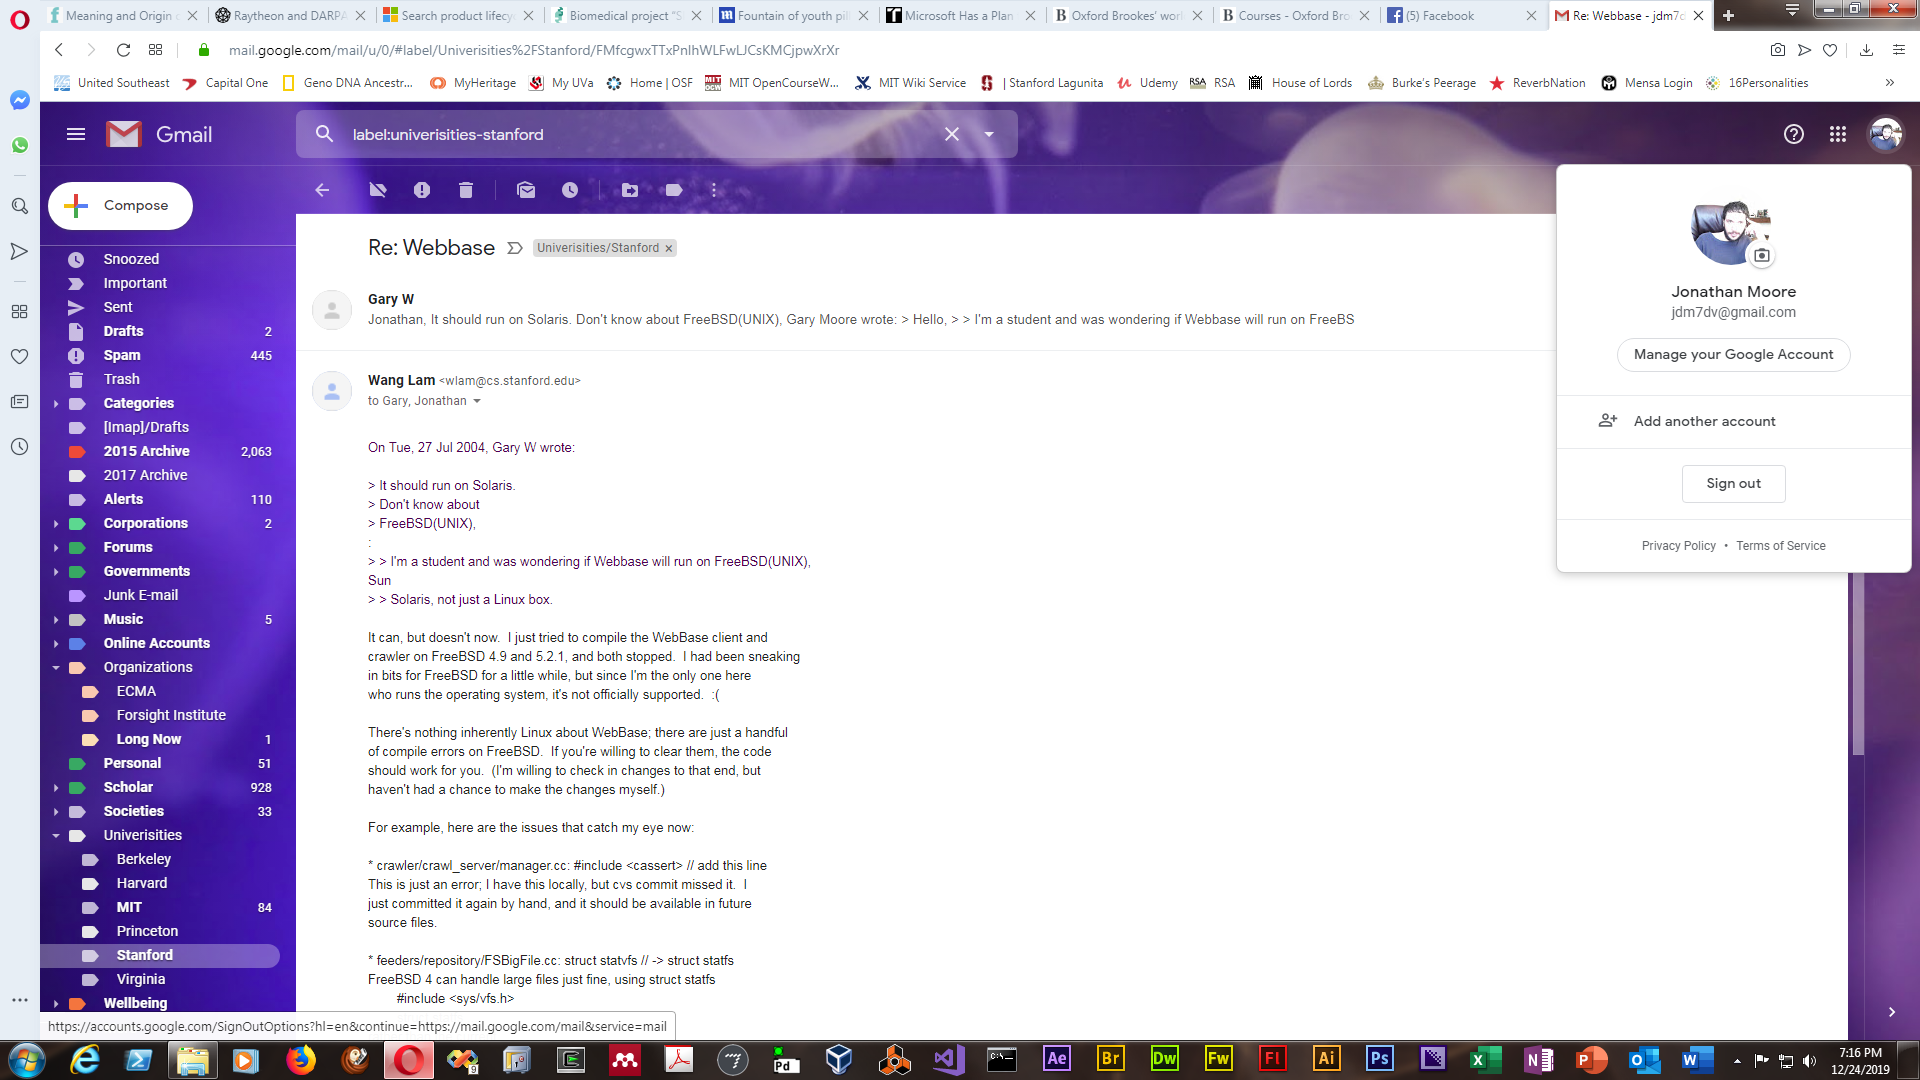 Meaning and Origin o
Raytheon and DARPA
Search product lifecy
Biomedical project "S
Fountain of youth pil
Microsoft Has a Plan
Oxford Brookes' worl
Courses - Oxford Bro
(5) Facebook
Re: Webbase - jdm7d
mail.google.com/mail/u/0/#label/Univerisities%2FStanford/FMfcgwxTTxPnlhWLFwLJCsKMCjpwXrXr
United Southeast
Capital One
Geno DNA Ancestr...
MyHeritage
My UVa
Home | OSF
MIT OpenCourseW...
MIT Wiki Service
| Stanford Lagunita
Udemy
RSA RSA
House of Lords
Burke's Peerage
ReverbNation
Mensa Login
16Personalities
Gmail
label:univerisities-stanford
Compose
Snoozed
Important
Sent
Drafts 2
Spam 445
Trash
Categories
[Imap]/Drafts
2015 Archive 2,063
2017 Archive
Alerts 110
Corporations 2
Forums
Governments
Junk E-mail
Music 5
Online Accounts
Organizations
ECMA
Forsight Institute
Long Now 1
Personal 51
Scholar 928
Societies 33
Univerisities
Berkeley
Harvard
MIT 84
Princeton
Stanford
Virginia
Wellbeing
Re: Webbase
Univerisities/Stanford ×
Gary W
Jonathan, It should run on Solaris. Don't know about FreeBSD(UNIX), Gary Moore wrote: > Hello, > > I'm a student and was wondering if Webbase will run on FreeBS
Wang Lam <wlam@cs.stanford.edu>
to Gary, Jonathan
On Tue, 27 Jul 2004, Gary W wrote:
> It should run on Solaris.
> Don't know about
> FreeBSD(UNIX),
:
> > I'm a student and was wondering if Webbase will run on FreeBSD(UNIX),
Sun
> > Solaris, not just a Linux box.
It can, but doesn't now. I just tried to compile the WebBase client and
crawler on FreeBSD 4.9 and 5.2.1, and both stopped. I had been sneaking
in bits for FreeBSD for a little while, but since I'm the only one here
who runs the operating system, it's not officially supported. :(
There's nothing inherently Linux about WebBase; there are just a handful
of compile errors on FreeBSD. If you're willing to clear them, the code
should work for you. (I'm willing to check in changes to that end, but
haven't had a chance to make the changes myself.)
For example, here are the issues that catch my eye now:
* crawler/crawl_server/manager.cc: #include <cassert> // add this line
This is just an error; I have this locally, but cvs commit missed it. I
just committed it again by hand, and it should be available in future
source files.
* feeders/repository/FSBigFile.cc: struct statvfs // -> struct statfs
FreeBSD 4 can handle large files just fine, using struct statfs
#include <sys/vfs.h>
Jonathan Moore
jdm7dv@gmail.com
Manage your Google Account
Add another account
Sign out
Privacy Policy • Terms of Service
https://accounts.google.com/SignOutOptions?hl=en&continue=https://mail.google.com/mail&service=mail
7:16 PM
12/24/2019